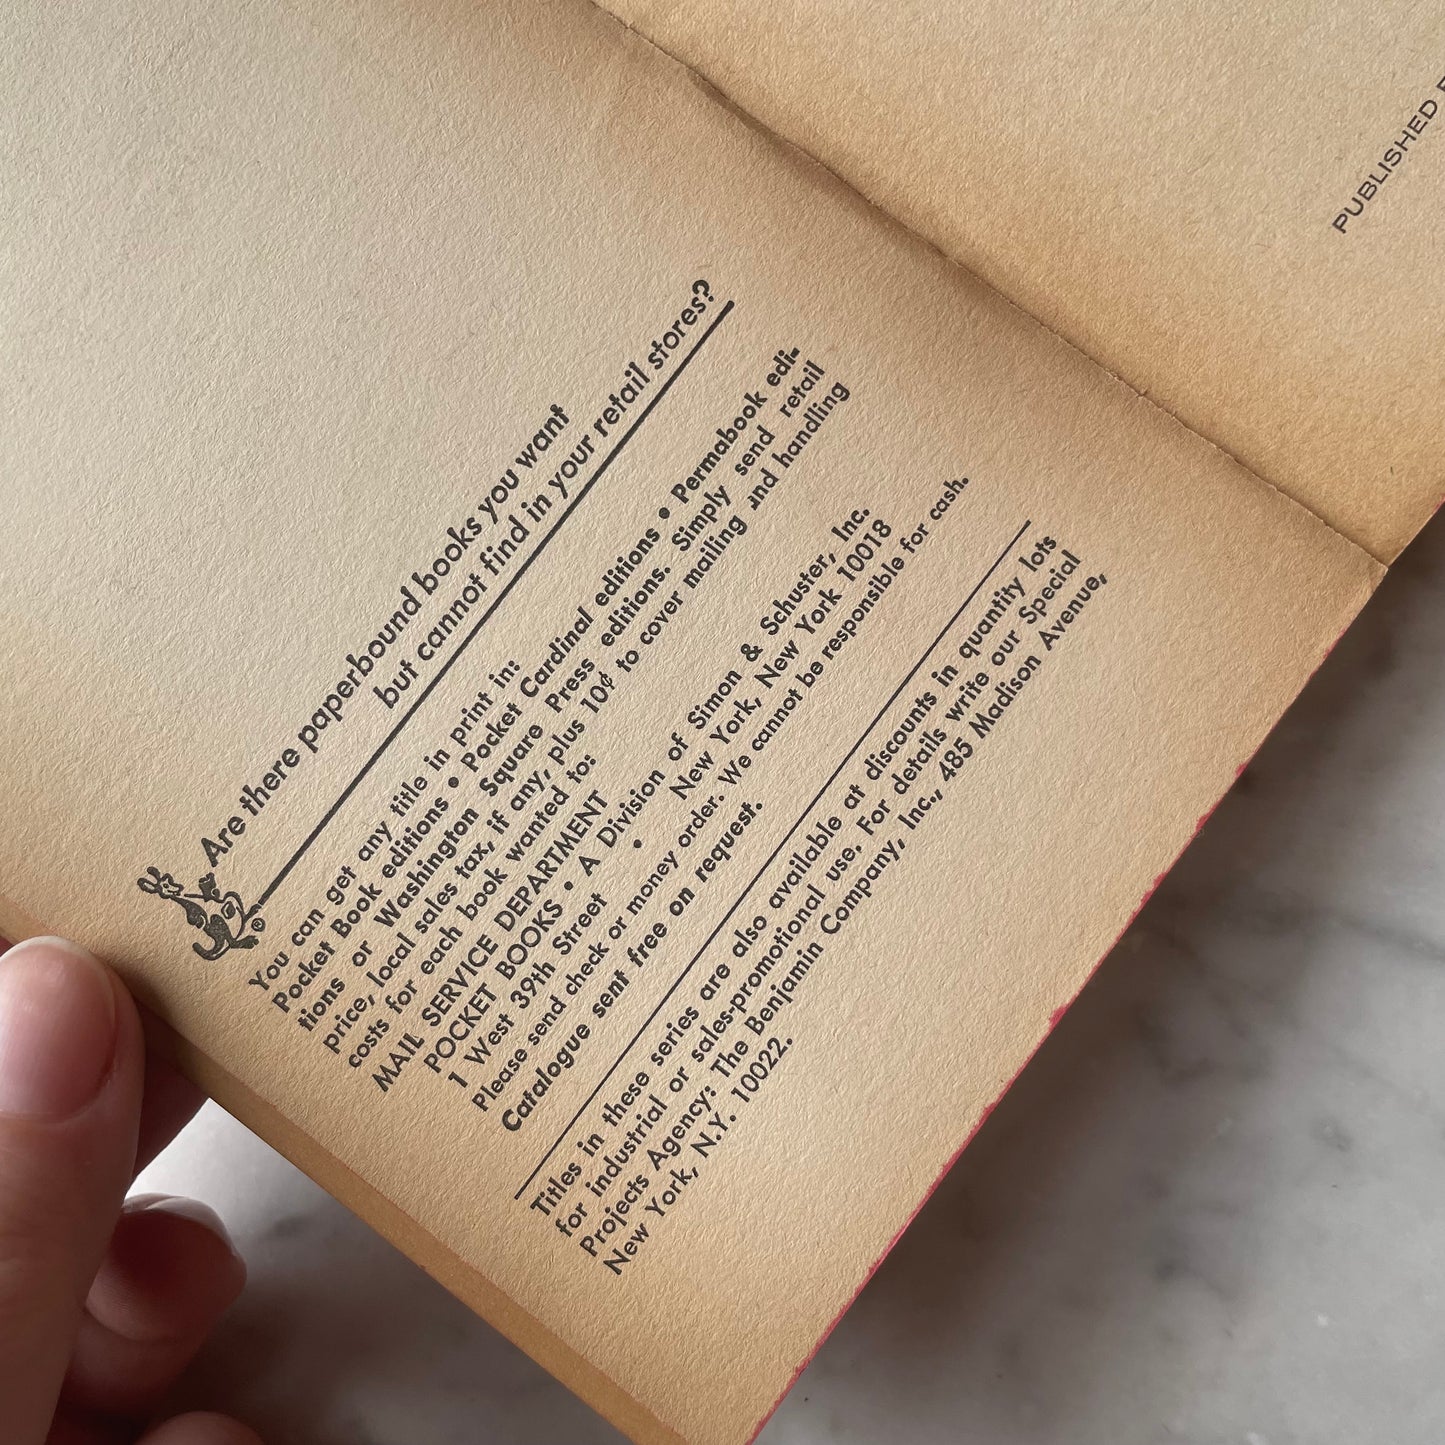 Are there paperbound books you want
but cannot find in your retail stores?
You can get any title in print in:
Pocket Book editions • Pocket Cardinal editions • Permabook edi-
tions or Washington Square Press editions. Simply send retail
price, local sales tax, if any, plus 10¢ to cover mailing and handling
costs for each book wanted to:
MAIL SERVICE DEPARTMENT
POCKET BOOKS • A Division of Simon & Schuster, Inc.
1 West 39th Street • New York, New York 10018
Please send check or money order. We cannot be responsible for cash.
Catalogue sent free on request.
Titles in these series are also available at discounts in quantity lots
for industrial or sales-promotional use. For details write our Special
Projects Agency: The Benjamin Company, Inc., 485 Madison Avenue,
New York, N.Y. 10022.
PUBLISHED